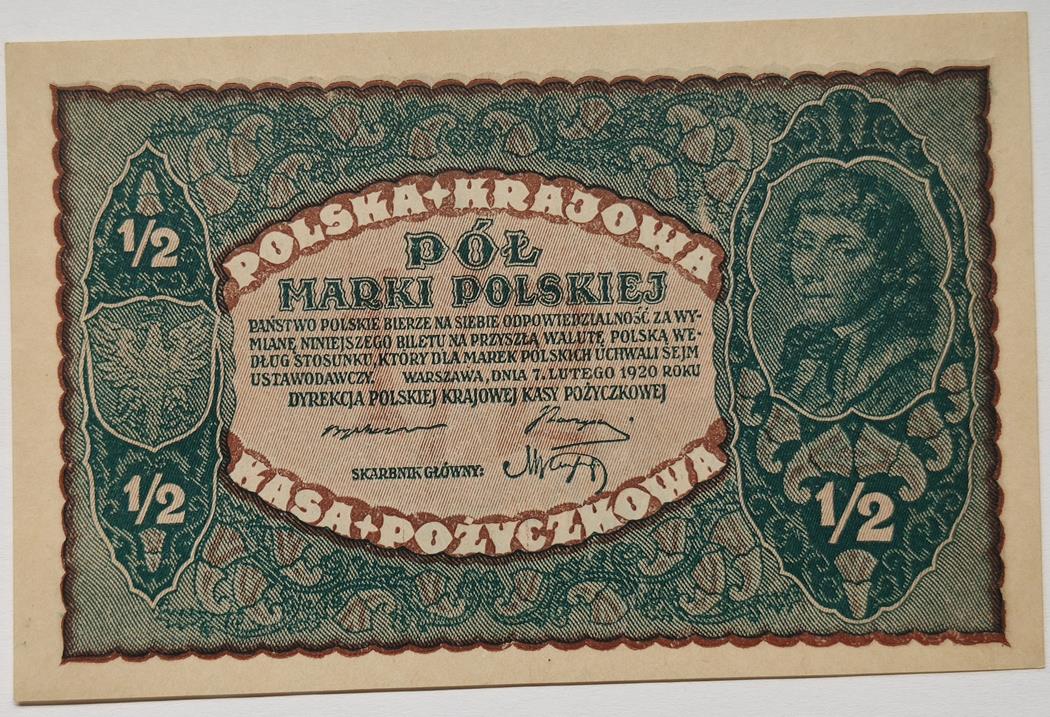 POLSKA KRAJOWA
PÓŁ
MARKI POLSKIEJ
PAŃSTWO POLSKIE BIERZE NA SIEBIE ODPOWIEDZIALNOŚĆ ZA WY-
MIANĘ NINIEJSZEGO BILETU NA PRZYSZŁĄ WALUTĘ POLSKĄ WE-
DŁUG STOSUNKU, KTÓRY DLA MAREK POLSKICH UCHWALI SEJM
USTAWODAWCZY. WARSZAWA, DNIA 7. LUTEGO 1920 ROKU
DYREKCJA POLSKIEJ KRAJOWEJ KASY POŻYCZKOWEJ
SKARBNIK GŁÓWNY:
KASA POŻYCZKOWA
1/2
1/2
1/2